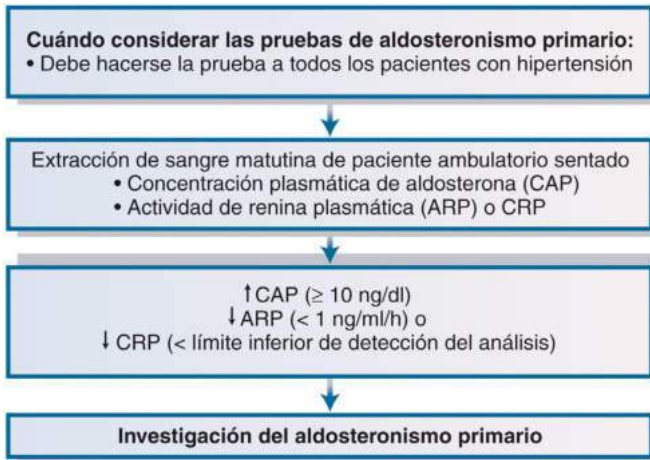 Cuándo considerar las pruebas de aldosteronismo primario:
• Debe hacerse la prueba a todos los pacientes con hipertensión
Extracción de sangre matutina de paciente ambulatorio sentado
• Concentración plasmática de aldosterona (CAP)
• Actividad de renina plasmática (ARP) o CRP
↑CAP (≥ 10 ng/dl)
↓ARP (< 1 ng/ml/h) o
↓ CRP (< límite inferior de detección del análisis)
Investigación del aldosteronismo primario